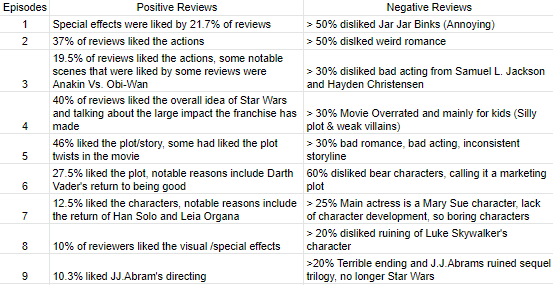 Episodes Positive Reviews Negative Reviews
1 Special effects were liked by 21.7% of reviews > 50% disliked Jar Jar Binks (Annoying)
2 37% of reviews liked the actions > 50% disliked weird romance
19.5% of reviews liked the actions, some notable
scenes that were liked by some reviews were > 30% disliked bad acting from Samuel L. Jackson
3 Anakin Vs. Obi-Wan and Hayden Christensen
40% of reviews liked the overall idea of Star Wars
and talking about the large impact the franchise has > 30% Movie Overrated and mainly for kids (Silly
4 made plot & weak villains)
46% liked the plot/story, some had liked the plot > 30% bad romance, bad acting, inconsistent
5 twists in the movie storyline
27.5% liked the plot, notable reasons include Darth 60% disliked bear characters, calling it a marketing
6 Vader's return to being good plot
12.5% liked the characters, notable reasons include > 25% Main actress is a Mary Sue character, lack
7 the return of Han Solo and Leia Organa of character development, so boring characters
> 20% disliked ruining of Luke Skywalker's
8 10% of reviewers liked the visual /special effects character
>20% Terrible ending and J.J.Abrams ruined sequel
9 10.3% liked JJ.Abram's directing trilogy, no longer Star Wars